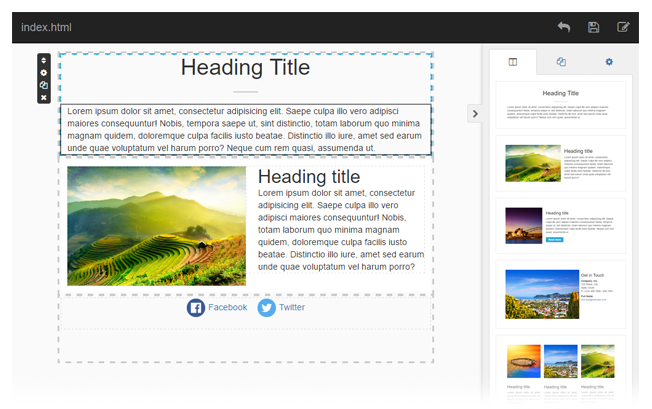 index.html
Heading Title
Lorem ipsum dolor sit amet, consectetur adipisicing elit. Saepe culpa illo vero adipisci
maiores consequuntur! Nobis, tempora saepe ut, sint distinctio, totam laborum quo minima
magnam quidem, doloremque culpa facilis iusto beatae. Distinctio illo iure, amet sed earum
unde quae voluptatum vel harum porro? Neque cum rem quasi, assumenda ut.
Heading title
Lorem ipsum dolor sit amet, consectetur
adipisicing elit. Saepe culpa illo vero
adipisci maiores consequuntur! Nobis,
totam laborum quo minima magnam
quidem, doloremque culpa facilis iusto
beatae. Distinctio illo iure, amet sed earum
unde quae voluptatum vel harum porro?
Facebook
Twitter
Heading Title
Heading title
Heading title
Read more
Get in Touch
Heading title
Heading title
Heading title